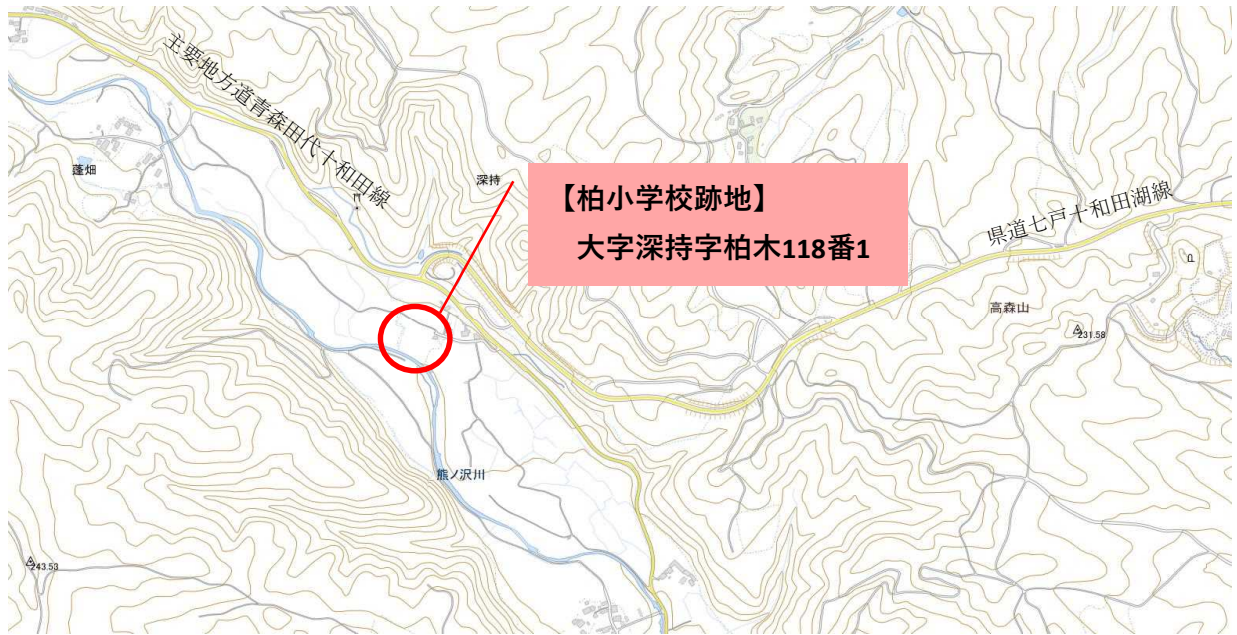 主要地方道青森田代十和田線
蓬畑
深持
【柏小学校跡地】
大字深持字柏木118番1
県道七戸十和田湖線
高森山
231.58
熊ノ沢川
243.53